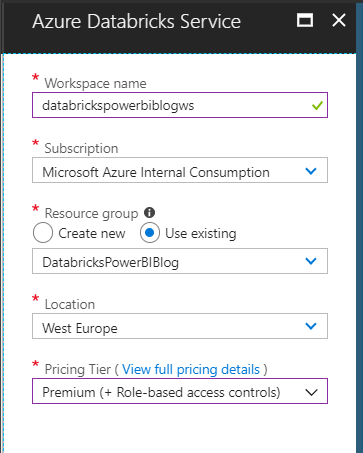 Azure Databricks Service
* Workspace name
databrickspowerbiblogws
* Subscription
Microsoft Azure Internal Consumption
* Resource group
Create new Use existing
DatabricksPowerBIBlog
* Location
West Europe
* Pricing Tier ( View full pricing details )
Premium (+ Role-based access controls)